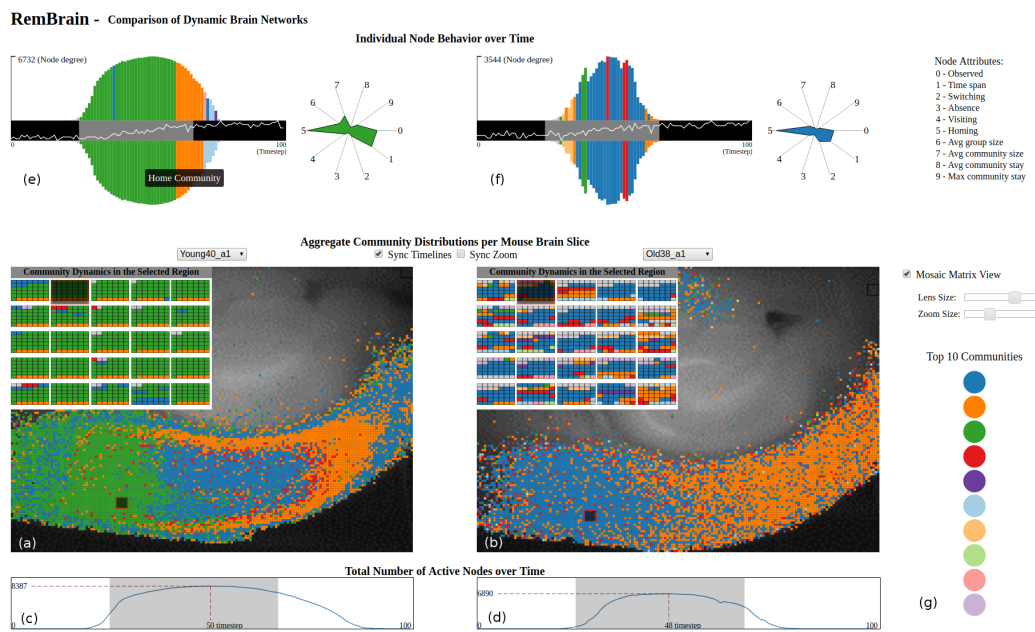 RemBrain - Comparison of Dynamic Brain Networks
Individual Node Behavior over Time
6732 (Node degree)
0
100
(Timestep)
0
1
2
3
4
5
6
7
8
9
Home Community
(e)
3544 (Node degree)
0
100
(Timestep)
0
1
2
3
4
5
6
7
8
9
(f)
Node Attributes:
0 - Observed
1 - Time span
2 - Switching
3 - Absence
4 - Visiting
5 - Homing
6 - Avg group size
7 - Avg community size
8 - Avg community stay
9 - Max community stay
Aggregate Community Distributions per Mouse Brain Slice
Young40_a1
Sync Timelines
Sync Zoom
Old38_a1
Community Dynamics in the Selected Region
(a)
Community Dynamics in the Selected Region
(b)
Mosaic Matrix View
Lens Size:
Zoom Size:
Top 10 Communities
(g)
Total Number of Active Nodes over Time
8387
(c)
0
50 timestep
100
6890
(d)
0
48 timestep
100